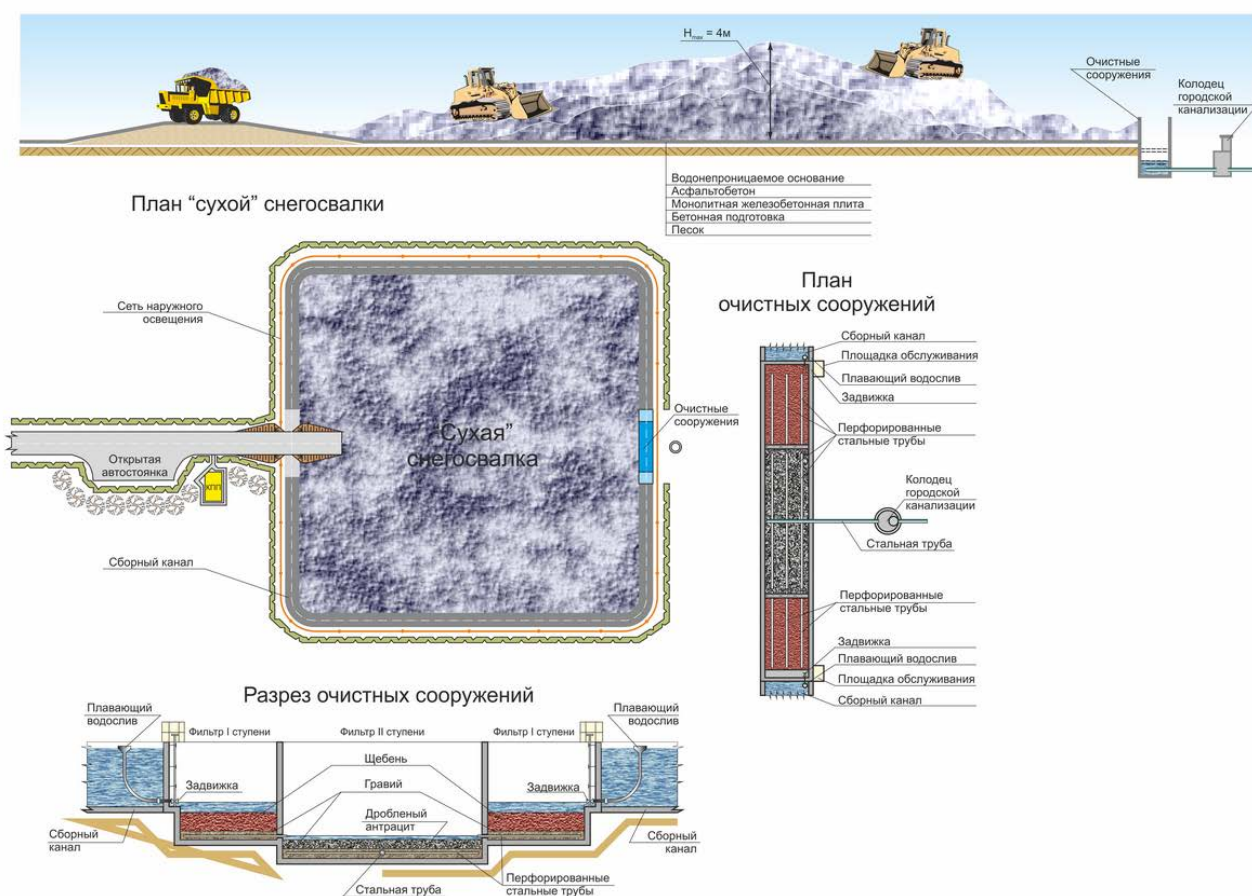 Hmax = 4м
Очистные
сооружения
Колодец
городской
канализации
Водонепроницаемое основание
Асфальтобетон
Монолитная железобетонная плита
Бетонная подготовка
Песок
План “сухой” снегосвалки
Сеть наружного
освещения
Открытая
автостоянка
КПП
Сборный канал
"Сухая”
снегосвалка
Очистные
сооружения
План
очистных сооружений
Сборный канал
Площадка обслуживания
Плавающий водослив
Задвижка
Перфорированные
стальные трубы
Колодец
городской
канализации
Стальная труба
Перфорированные
стальные трубы
Задвижка
Плавающий водослив
Площадка обслуживания
Сборный канал
Разрез очистных сооружений
Плавающий
водослив
Фильтр I ступени
Фильтр II ступени
Фильтр I ступени
Плавающий
водослив
Щебень
Гравий
Задвижка
Задвижка
Дробленый
антрацит
Сборный
канал
Сборный
канал
Стальная труба
Перфорированные
стальные трубы